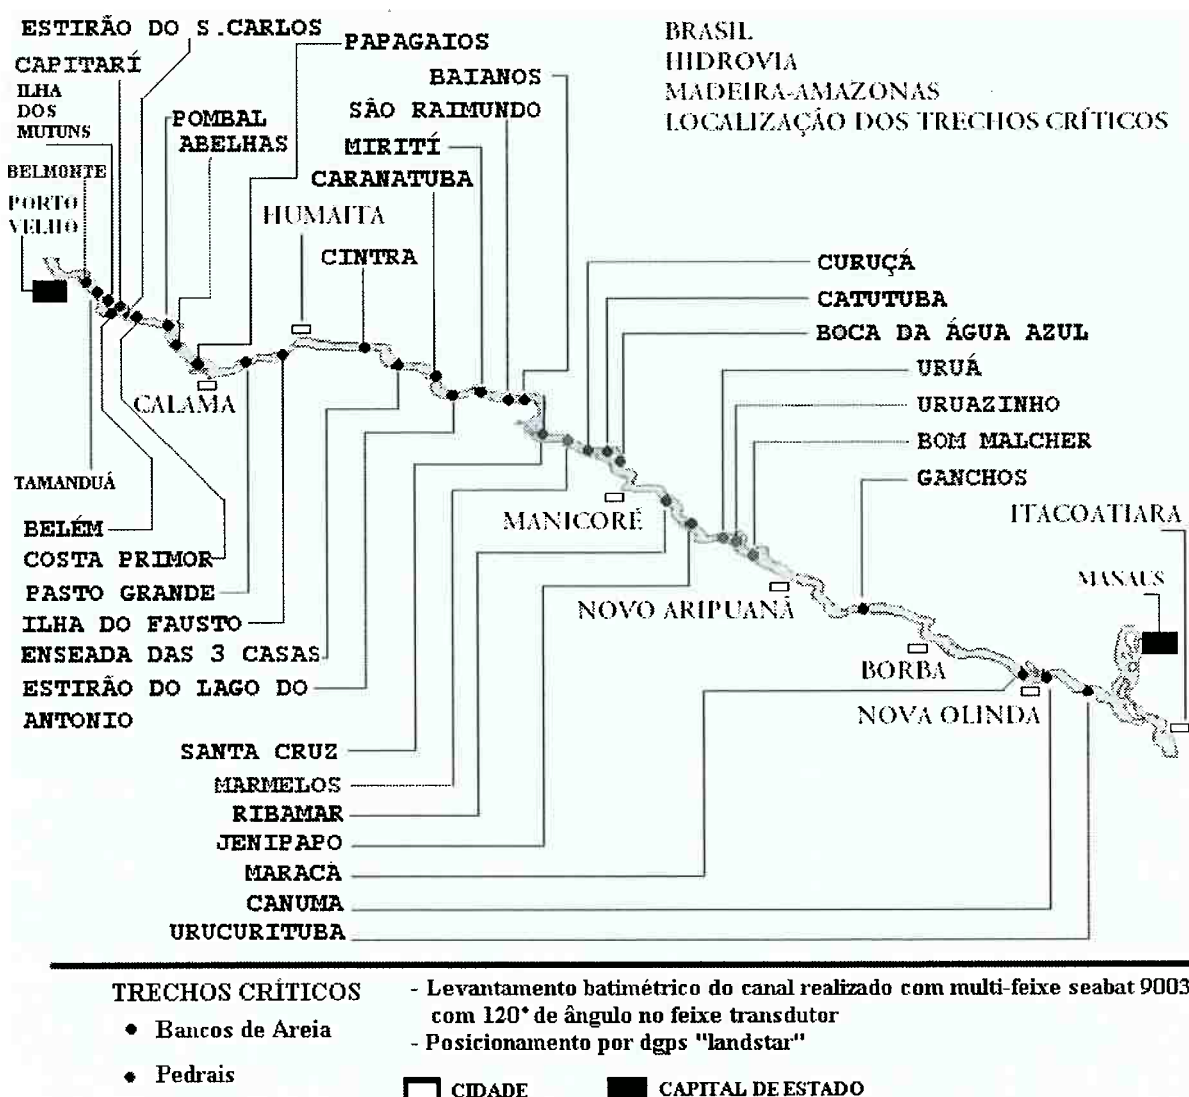 ESTIRÃO DO S.CARLOS
CAPITARÍ
ILHA
DOS
MUTUNS
BELMONTE
PORTO
VELHO
POMBAL
ABELHAS
PAPAGAIOS
BAIANOS
SÃO RAIMUNDO
MIRITÍ
CARANATUBA
HUMAITA
CINTRA
BRASIL
HIDROVIA
MADEIRA-AMAZONAS
LOCALIZAÇÃO DOS TRECHOS CRÍTICOS
CURUÇÁ
CATUTUBA
BOCA DA ÁGUA AZUL
URUÁ
URUAZINHO
BOM MALCHER
GANCHOS
ITACOATIARA
MANAUS
CALAMA
MANICORÉ
NOVO ARIPUANÃ
BORBA
NOVA OLINDA
TAMANDUÁ
BELÉM
COSTA PRIMOR
PASTO GRANDE
ILHA DO FAUSTO
ENSEADA DAS 3 CASAS
ESTIRÃO DO LAGO DO
ANTONIO
SANTA CRUZ
MARMELOS
RIBAMAR
JENIPAPO
MARACÁ
CANUMA
URUCURITUBA
TRECHOS CRÍTICOS
Bancos de Areia
Pedrais
- Levantamento batimétrico do canal realizado com multi-feixe seabat 9003
com 120° de ângulo no feixe transdutor
- Posicionamento por dgps "landstar"
CIDADE
CAPITAL DE ESTADO